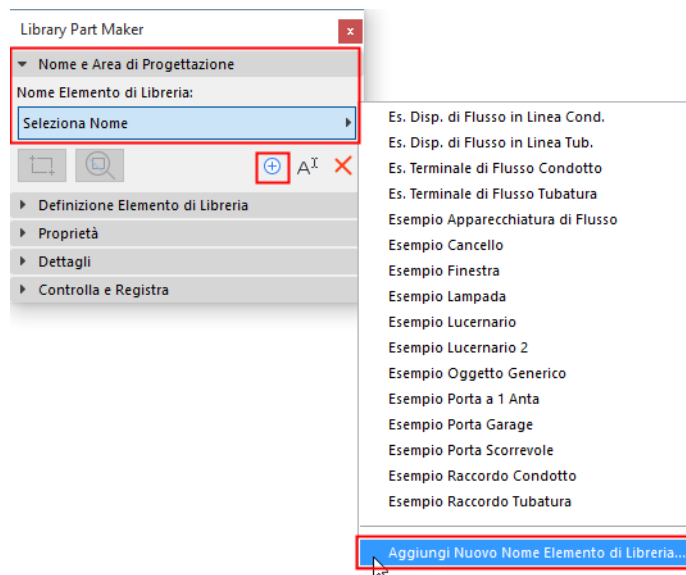 Library Part Maker
x
Nome e Area di Progettazione
Nome Elemento di Libreria:
Seleziona Nome
A
Definizione Elemento di Libreria
Proprietà
Dettagli
Controlla e Registra
Es. Disp. di Flusso in Linea Cond.
Es. Disp. di Flusso in Linea Tub.
Es. Terminale di Flusso Condotto
Es. Terminale di Flusso Tubatura
Esempio Apparecchiatura di Flusso
Esempio Cancello
Esempio Finestra
Esempio Lampada
Esempio Lucernario
Esempio Lucernario 2
Esempio Oggetto Generico
Esempio Porta a 1 Anta
Esempio Porta Garage
Esempio Porta Scorrevole
Esempio Raccordo Condotto
Esempio Raccordo Tubatura
Aggiungi Nuovo Nome Elemento di Libreria...